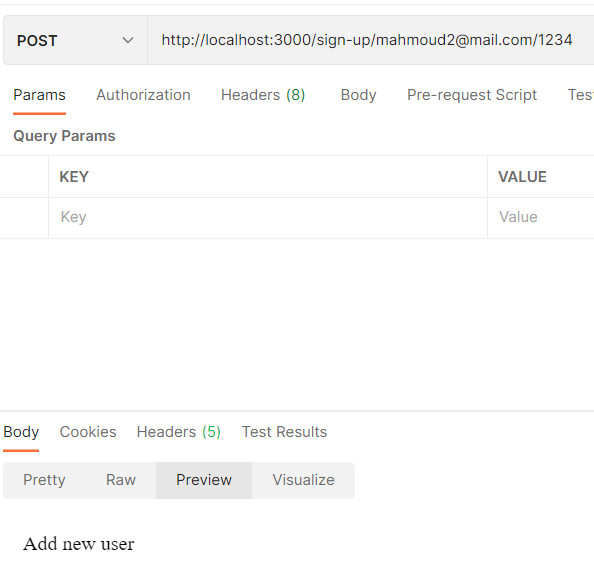 POST http://localhost:3000/sign-up/mahmoud2@mail.com/1234
Params Authorization Headers (8) Body Pre-request Script Test
Query Params
KEY VALUE
Key Value
Body Cookies Headers (5) Test Results
Pretty Raw Preview Visualize
Add new user